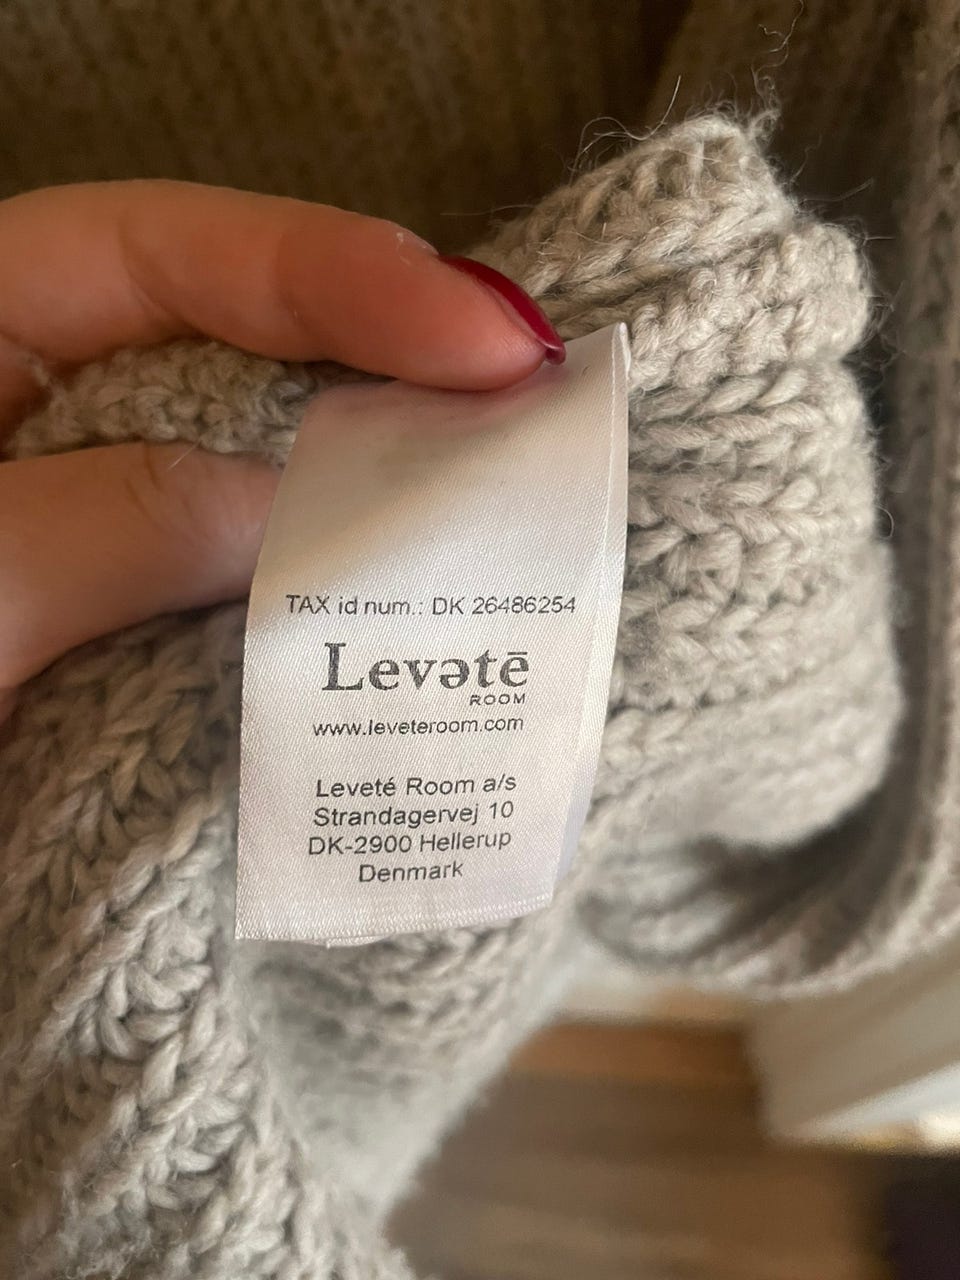 TAX id num.: DK 26486254
Levətē
ROOM
www.leveteroom.com
Leveté Room a/s
Strandagervej 10
DK-2900 Hellerup
Denmark